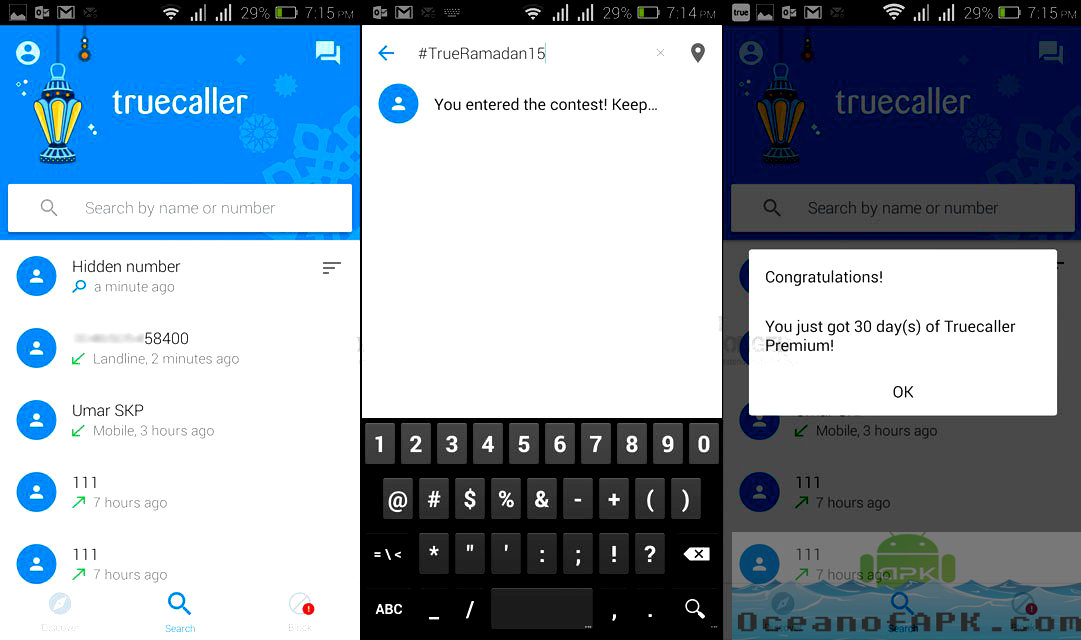 29% 7:15 PM
truecaller
Search by name or number
Hidden number
a minute ago
58400
Landline, 2 minutes ago
Umar SKP
Mobile, 3 hours ago
111
7 hours ago
111
7 hours ago
Discover
Search
Block
29% 7:14 PM
#TrueRamadan15
You entered the contest! Keep...
1 2 3 4 5 6 7 8 9 0
@ # $ % & - + ( )
= \ < * " ' : ; ! ?
ABC _ / , .
true 29% 7:15 PM
truecaller
Search by name or number
Congratulations!
You just got 30 day(s) of Truecaller
Premium!
OK
Mobile, 3 hours ago
111
7 hours ago
111
7 hours ago
Search
APK
OceanofAPK.com